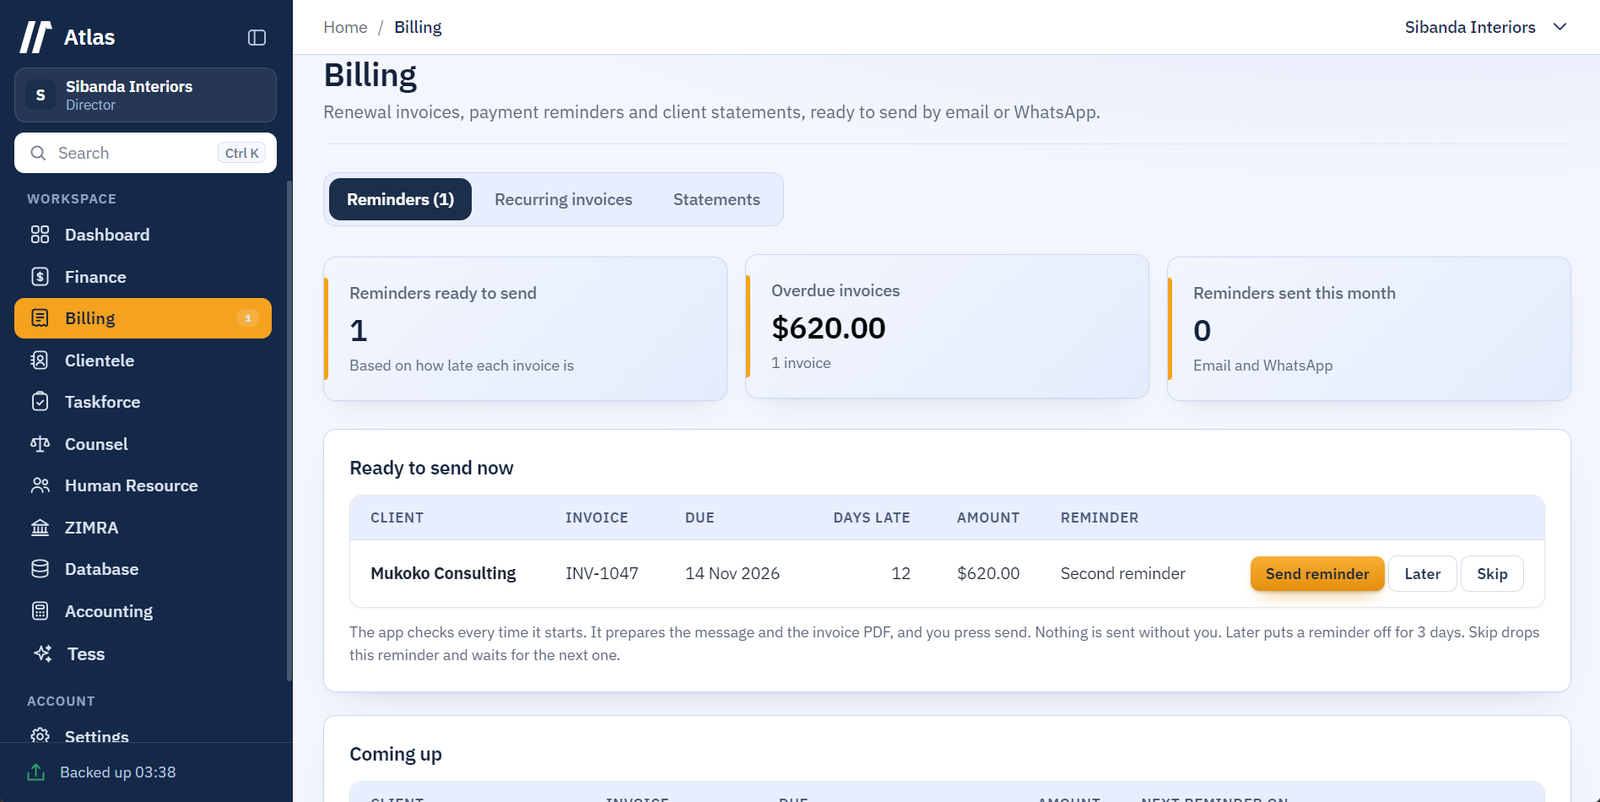 Atlas
S
Sibanda Interiors
Director
Search
Ctrl K
WORKSPACE
Dashboard
Finance
Billing
1
Clientele
Taskforce
Counsel
Human Resource
ZIMRA
Database
Accounting
Tess
ACCOUNT
Settings
Backed up 03:38
Home / Billing
Sibanda Interiors
Billing
Renewal invoices, payment reminders and client statements, ready to send by email or WhatsApp.
Reminders (1)
Recurring invoices
Statements
Reminders ready to send
1
Based on how late each invoice is
Overdue invoices
$620.00
1 invoice
Reminders sent this month
0
Email and WhatsApp
Ready to send now
CLIENT INVOICE DUE DAYS LATE AMOUNT REMINDER
Mukoko Consulting INV-1047 14 Nov 2026 12 $620.00 Second reminder Send reminder Later Skip
The app checks every time it starts. It prepares the message and the invoice PDF, and you press send. Nothing is sent without you. Later puts a reminder off for 3 days. Skip drops
this reminder and waits for the next one.
Coming up
CLIENT INVOICE DUE AMOUNT NEXT REMINDER ON